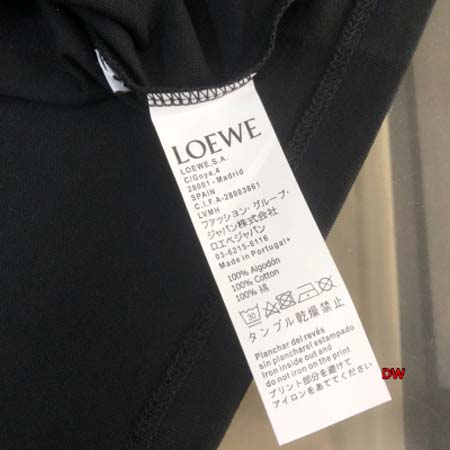 LOEWE
LOEWE,S.A.
C/Goya,4
28001-Madrid
SPAIN
C.I.F.A-28003861
LVMH
ファッション・グループ・
ジャパン株式会社
ロエベジャパン
03-6215-6116
Made in Portugal+
100% Algodón
100% Cotton
100% 綿
30
タンブル乾燥禁止
Planchar del revés
sin plancharel estampado
Iron inside out and
do not iron on the print
プリント部分を避けて
アイロンをあててください
DW